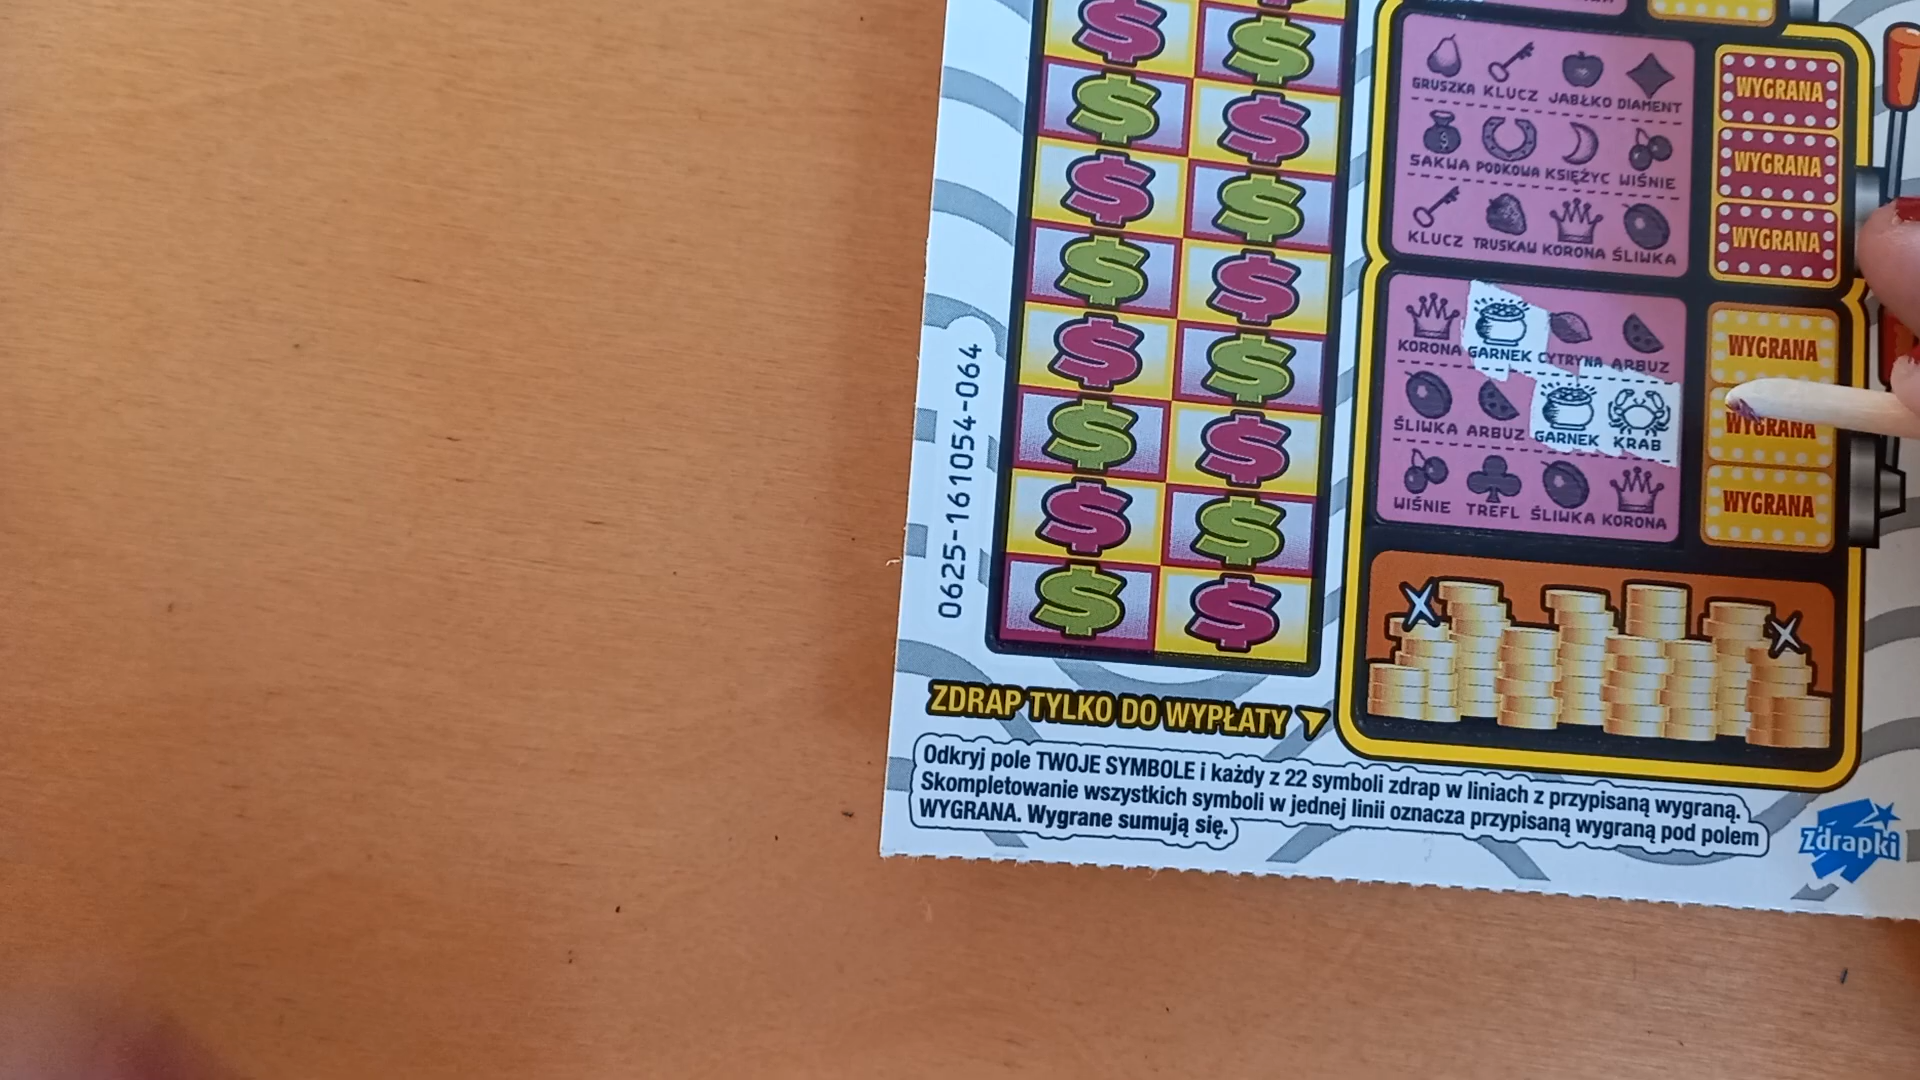 GRUSZKA KLUCZ JABŁKO DIAMENT
SAKWA PODKOWA KSIĘŻYC WIŚNIE
KLUCZ TRUSKAW KORONA ŚLIWKA
WYGRANA
WYGRANA
WYGRANA
KORONA GARNEK CYTRYNA ARBUZ
ŚLIWKA ARBUZ GARNEK KRAB
WIŚNIE TREFL ŚLIWKA KORONA
WYGRANA
WYGRANA
WYGRANA
0625-161054-064
ZDRAP TYLKO DO WYPŁATY
Odkryj pole TWOJE SYMBOLE i każdy z 22 symboli zdrap w liniach z przypisaną wygraną.
Skompletowanie wszystkich symboli w jednej linii oznacza przypisaną wygraną pod polem
WYGRANA. Wygrane sumują się.
Zdrapki